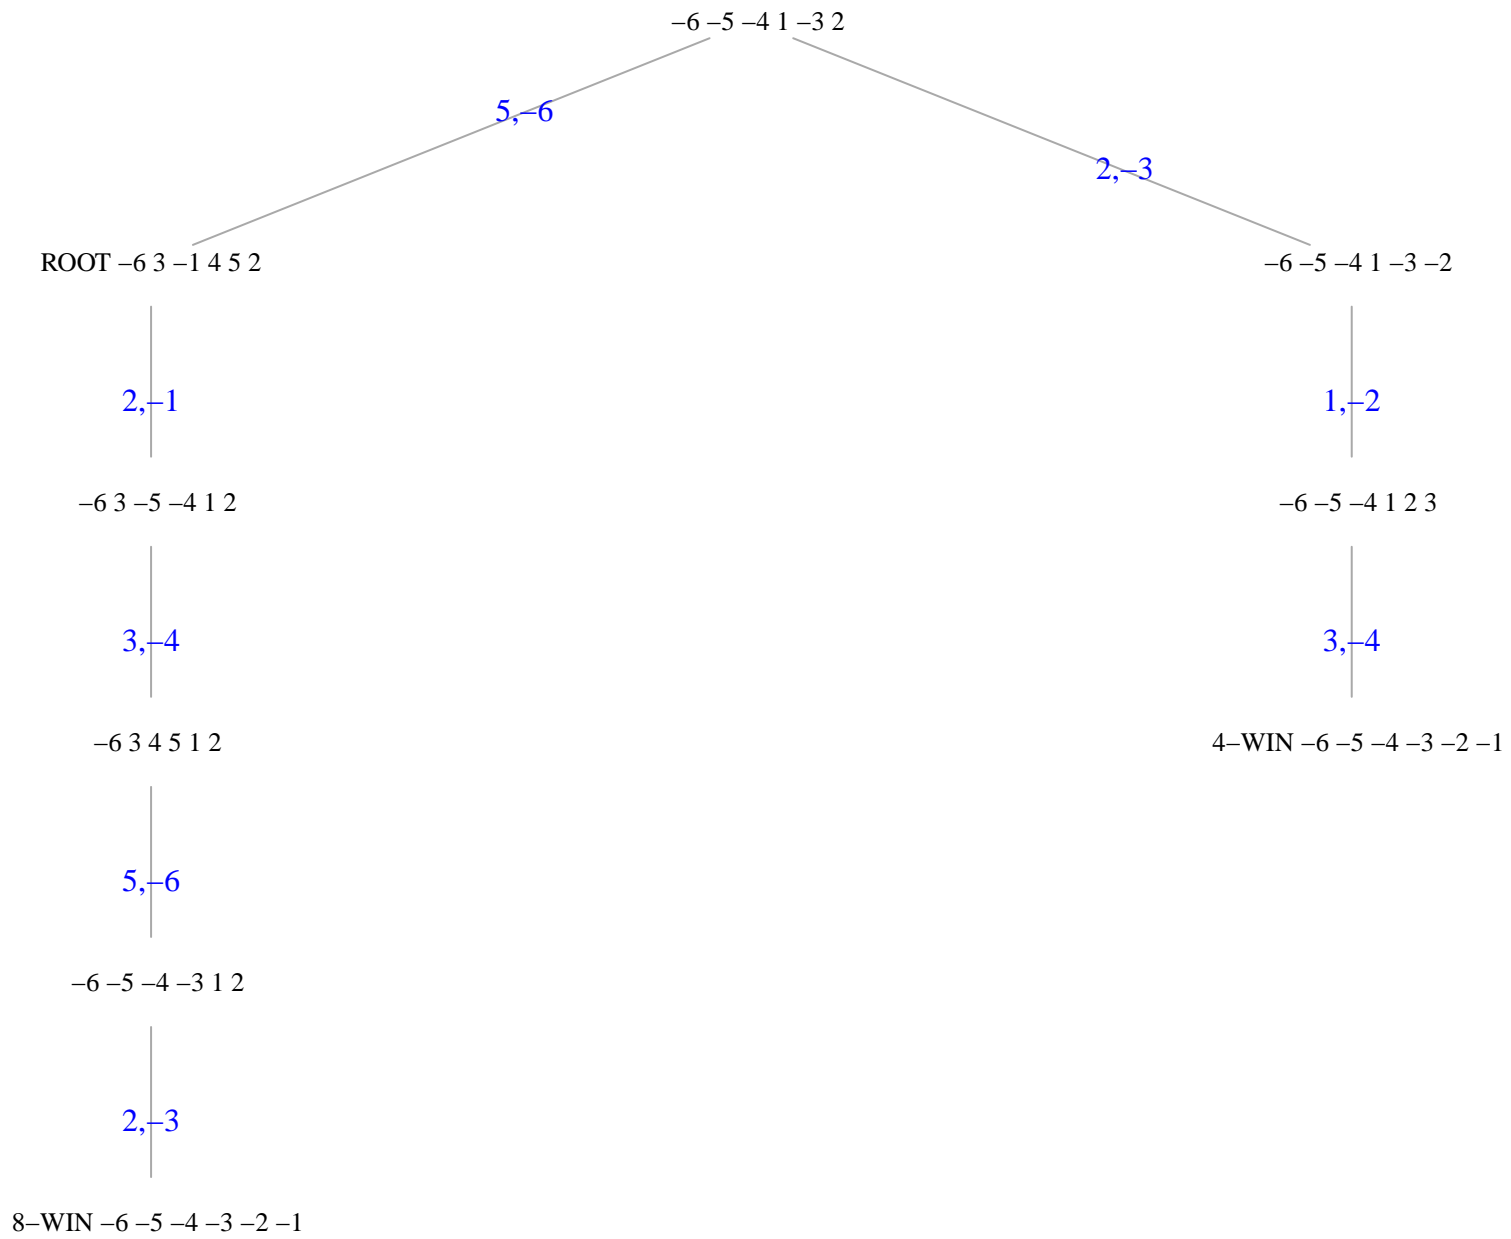 –6 –5 –4 1 –3 2
5,–6
2,–3
ROOT –6 3 –1 4 5 2
–6 –5 –4 1 –3 –2
2,–1
1,–2
–6 3 –5 –4 1 2
–6 –5 –4 1 2 3
3,–4
3,–4
–6 3 4 5 1 2
4–WIN –6 –5 –4 –3 –2 –1
5,–6
–6 –5 –4 –3 1 2
2,–3
8–WIN –6 –5 –4 –3 –2 –1